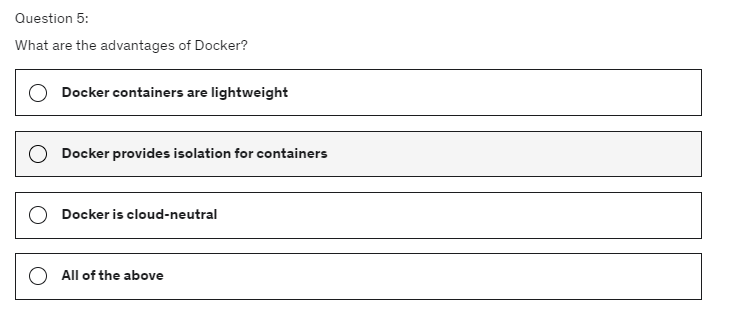 Question 5:
What are the advantages of Docker?
Docker containers are lightweight
Docker provides isolation for containers
Docker is cloud-neutral
All of the above